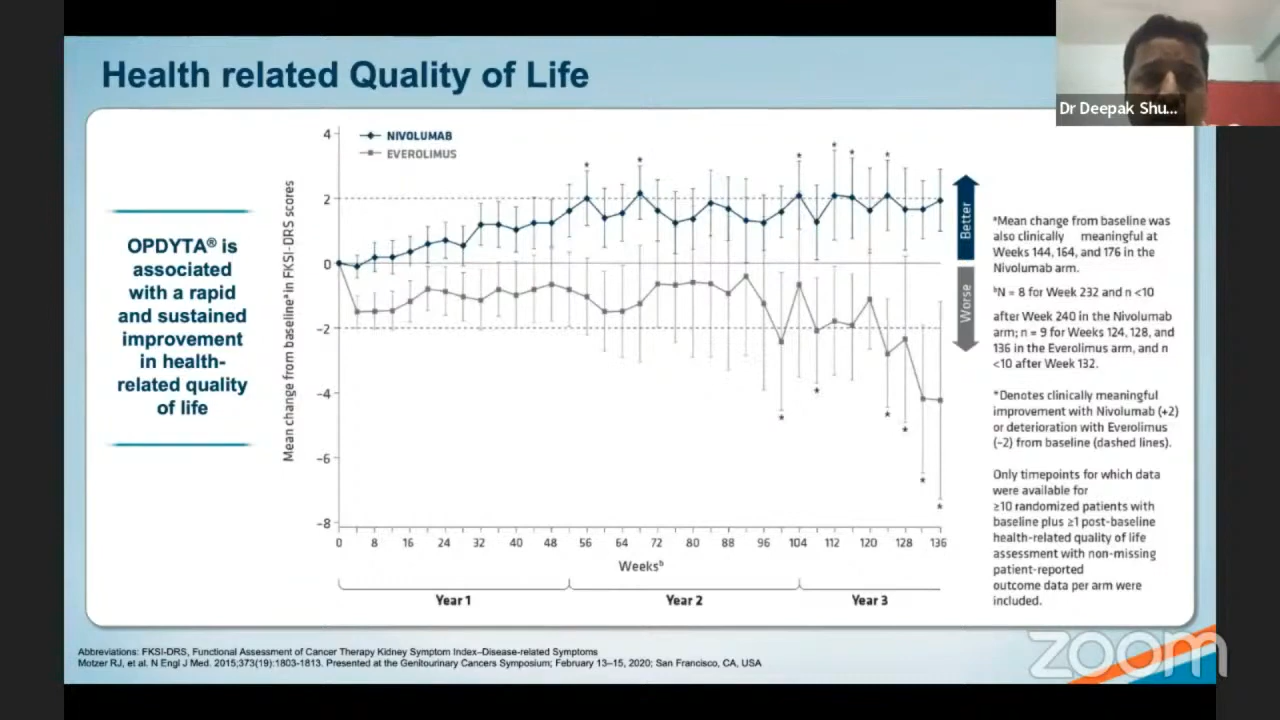 Health related Quality of Life
Dr Deepak Shu...
OPDYTA® is
associated
with a rapid
and sustained
improvement
in health-
related quality
of life
NIVOLUMAB
EVEROLIMUS
Mean change from baselineª in FKSI-DRS scores
4
2
0
-2
-4
-6
-8
* * * * * *
* * * * * *
0 8 16 24 32 40 48 56 64 72 80 88 96 104 112 120 128 136
Weeksᵇ
Year 1 Year 2 Year 3
Better
Worse
ªMean change from baseline was
also clinically meaningful at
Weeks 144, 164, and 176 in the
Nivolumab arm.
ᵇN = 8 for Week 232 and n <10
after Week 240 in the Nivolumab
arm; n = 9 for Weeks 124, 128, and
136 in the Everolimus arm, and n
<10 after Week 132.
*Denotes clinically meaningful
improvement with Nivolumab (+2)
or deterioration with Everolimus
(-2) from baseline (dashed lines).
Only timepoints for which data
were available for
≥10 randomized patients with
baseline plus ≥1 post-baseline
health-related quality of life
assessment with non-missing
patient-reported
outcome data per arm were
included.
Abbreviations: FKSI-DRS, Functional Assessment of Cancer Therapy Kidney Symptom Index–Disease-related Symptoms
Motzer RJ, et al. N Engl J Med. 2015;373(19):1803-1813. Presented at the Genitourinary Cancers Symposium; February 13–15, 2020; San Francisco, CA, USA
zoom